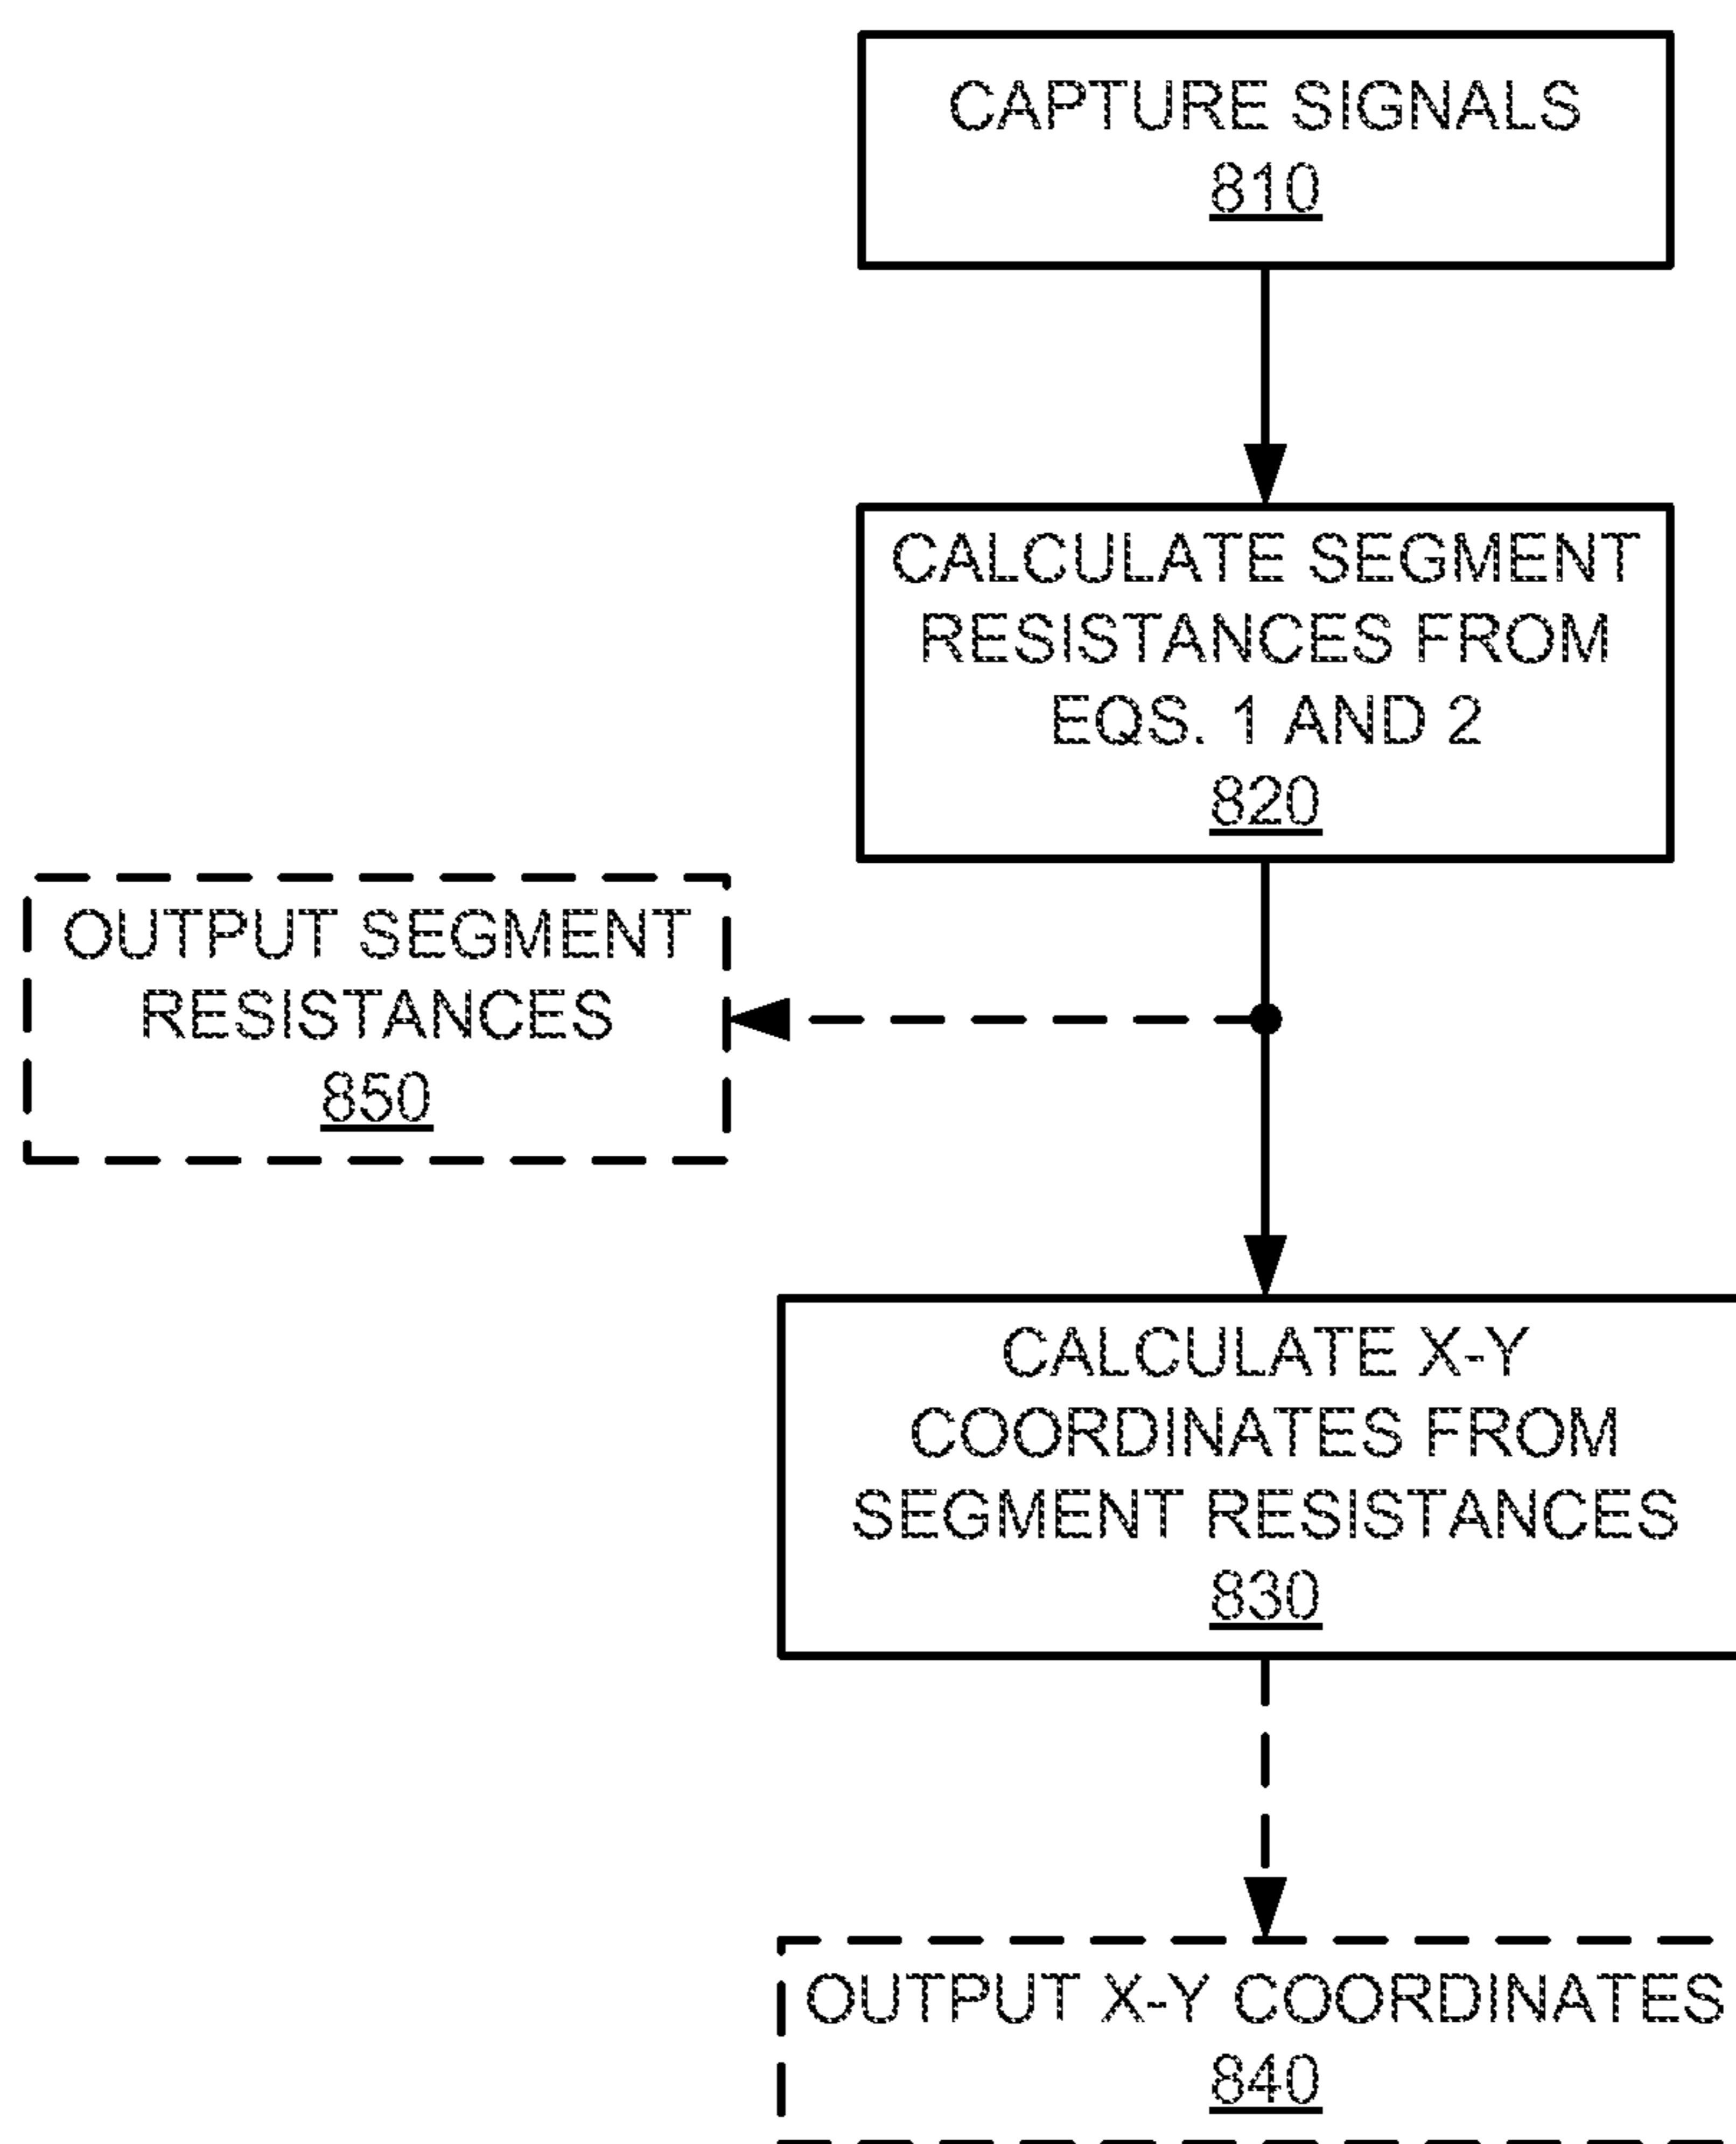 CAPTURE SIGNALS
810
CALCULATE SEGMENT
RESISTANCES FROM
EQS. 1 AND 2
820
OUTPUT SEGMENT
RESISTANCES
850
CALCULATE X-Y
COORDINATES FROM
SEGMENT RESISTANCES
830
OUTPUT X-Y COORDINATES
840